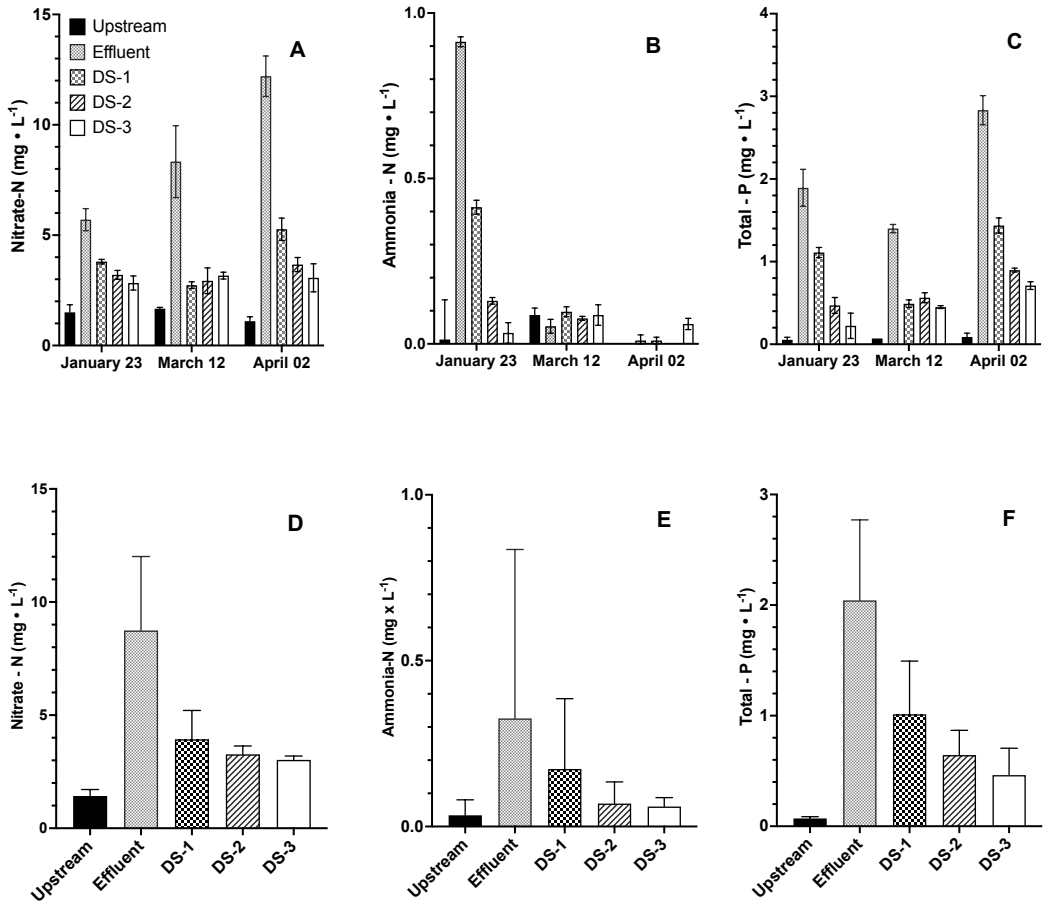 A
Nitrate-N (mg • L-1)
15
10
5
0
Upstream
Effluent
DS-1
DS-2
DS-3
January 23
March 12
April 02
B
Ammonia - N (mg • L-1)
1.0
0.5
0.0
January 23
March 12
April 02
C
Total - P (mg • L-1)
4
3
2
1
0
January 23
March 12
April 02
D
Nitrate - N (mg • L-1)
15
10
5
0
Upstream
Effluent
DS-1
DS-2
DS-3
E
Ammonia-N (mg x L-1)
1.0
0.5
0.0
Upstream
Effluent
DS-1
DS-2
DS-3
F
Total - P (mg • L-1)
3
2
1
0
Upstream
Effluent
DS-1
DS-2
DS-3